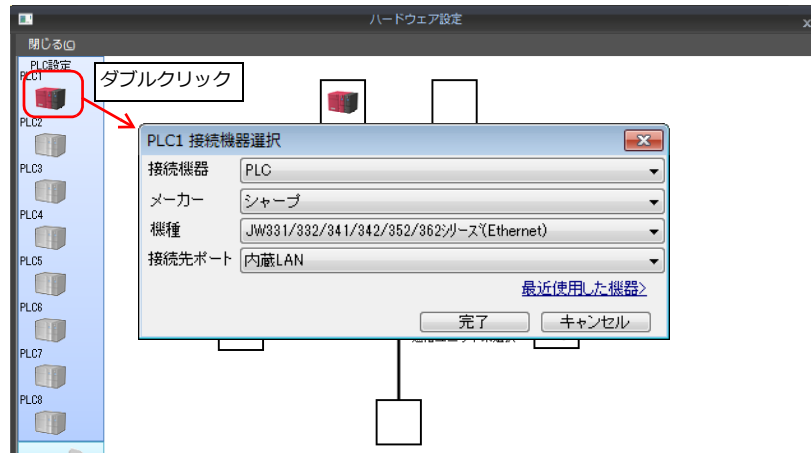 ハードウェア設定
x
閉じる(C)
PLC設定
PLC1
ダブルクリック
PLC2
PLC3
PLC4
PLC5
PLC6
PLC7
PLC8
PLC1 接続機器選択
接続機器 PLC
メーカー シャープ
機種 JW331/332/341/342/352/362ｼﾘｰｽﾞ(Ethernet)
接続先ポート 内蔵LAN
最近使用した機器>
完了 キャンセル